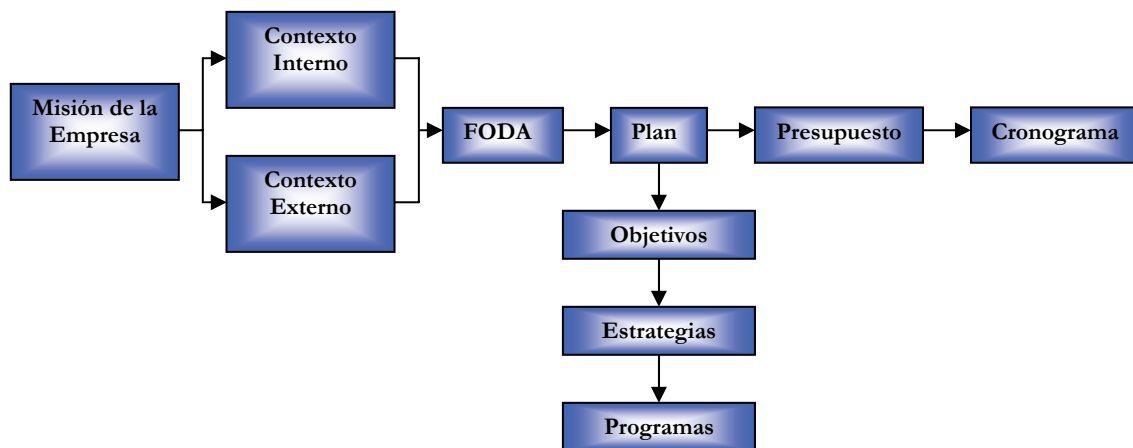 Misión de la
Empresa
Contexto
Interno
Contexto
Externo
FODA
Plan
Presupuesto
Cronograma
Objetivos
Estrategias
Programas